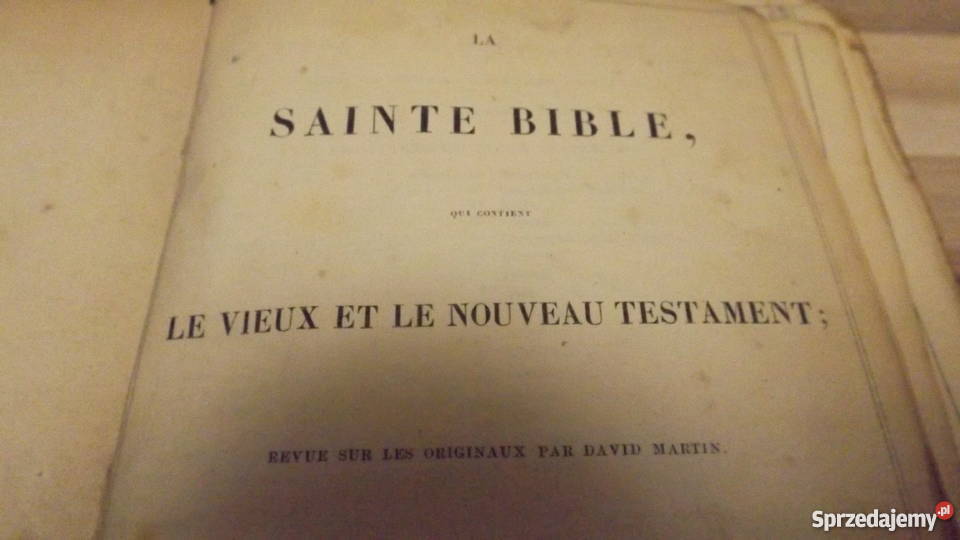 LA
SAINTE BIBLE,
QUI CONTIENT
LE VIEUX ET LE NOUVEAU TESTAMENT;
REVUE SUR LES ORIGINAUX PAR DAVID MARTIN.
Sprzedajemy.pl